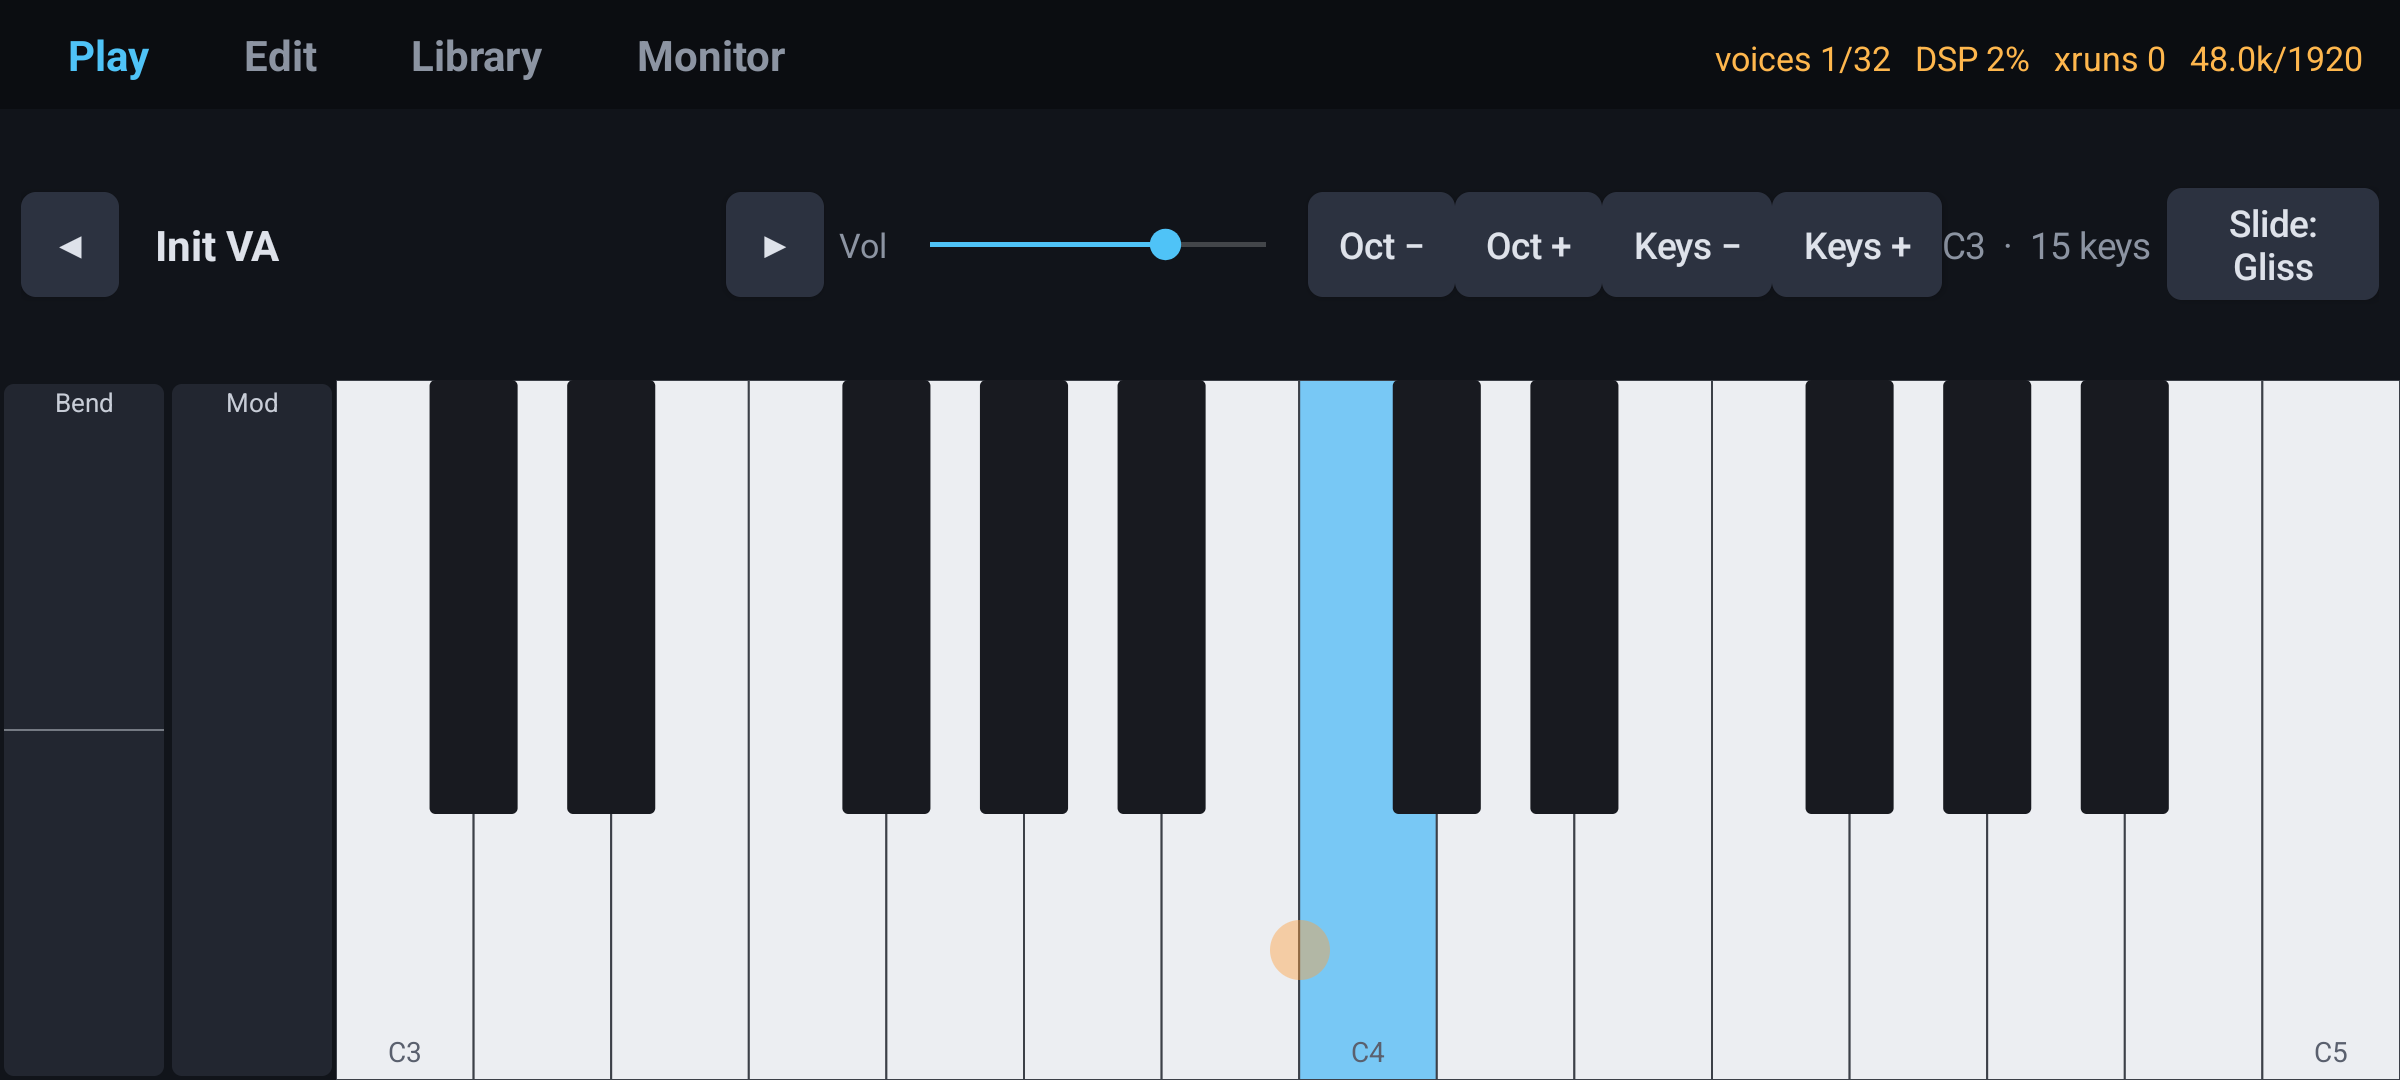 Play Edit Library Monitor voices 1/32 DSP 2% xruns 0 48.0k/1920
◀ Init VA ▶ Vol Oct − Oct + Keys − Keys + C3 · 15 keys Slide:
Gliss
Bend Mod
C3 C4 C5